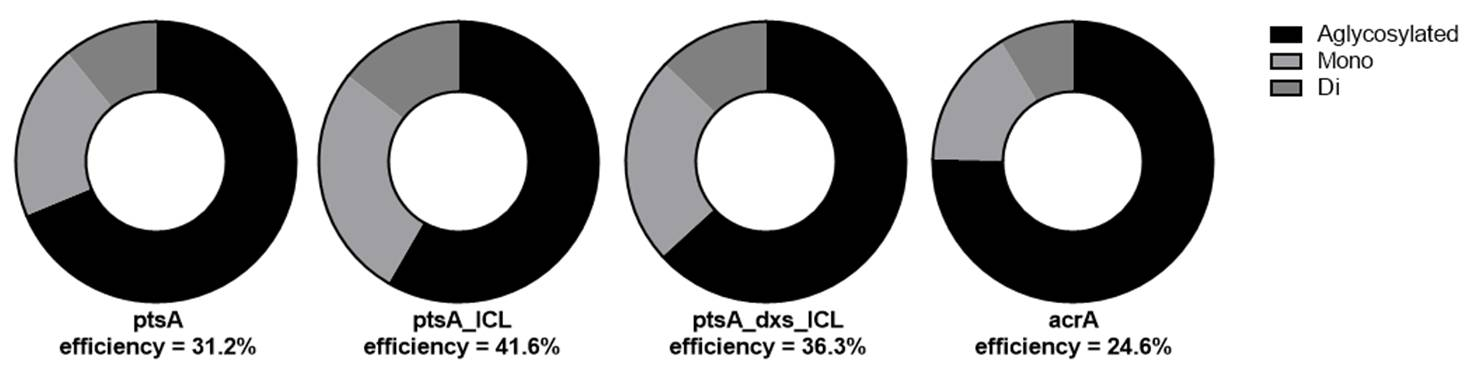 Aglycosylated
Mono
Di
ptsA
efficiency = 31.2%
ptsA_ICL
efficiency = 41.6%
ptsA_dxs_ICL
efficiency = 36.3%
acrA
efficiency = 24.6%